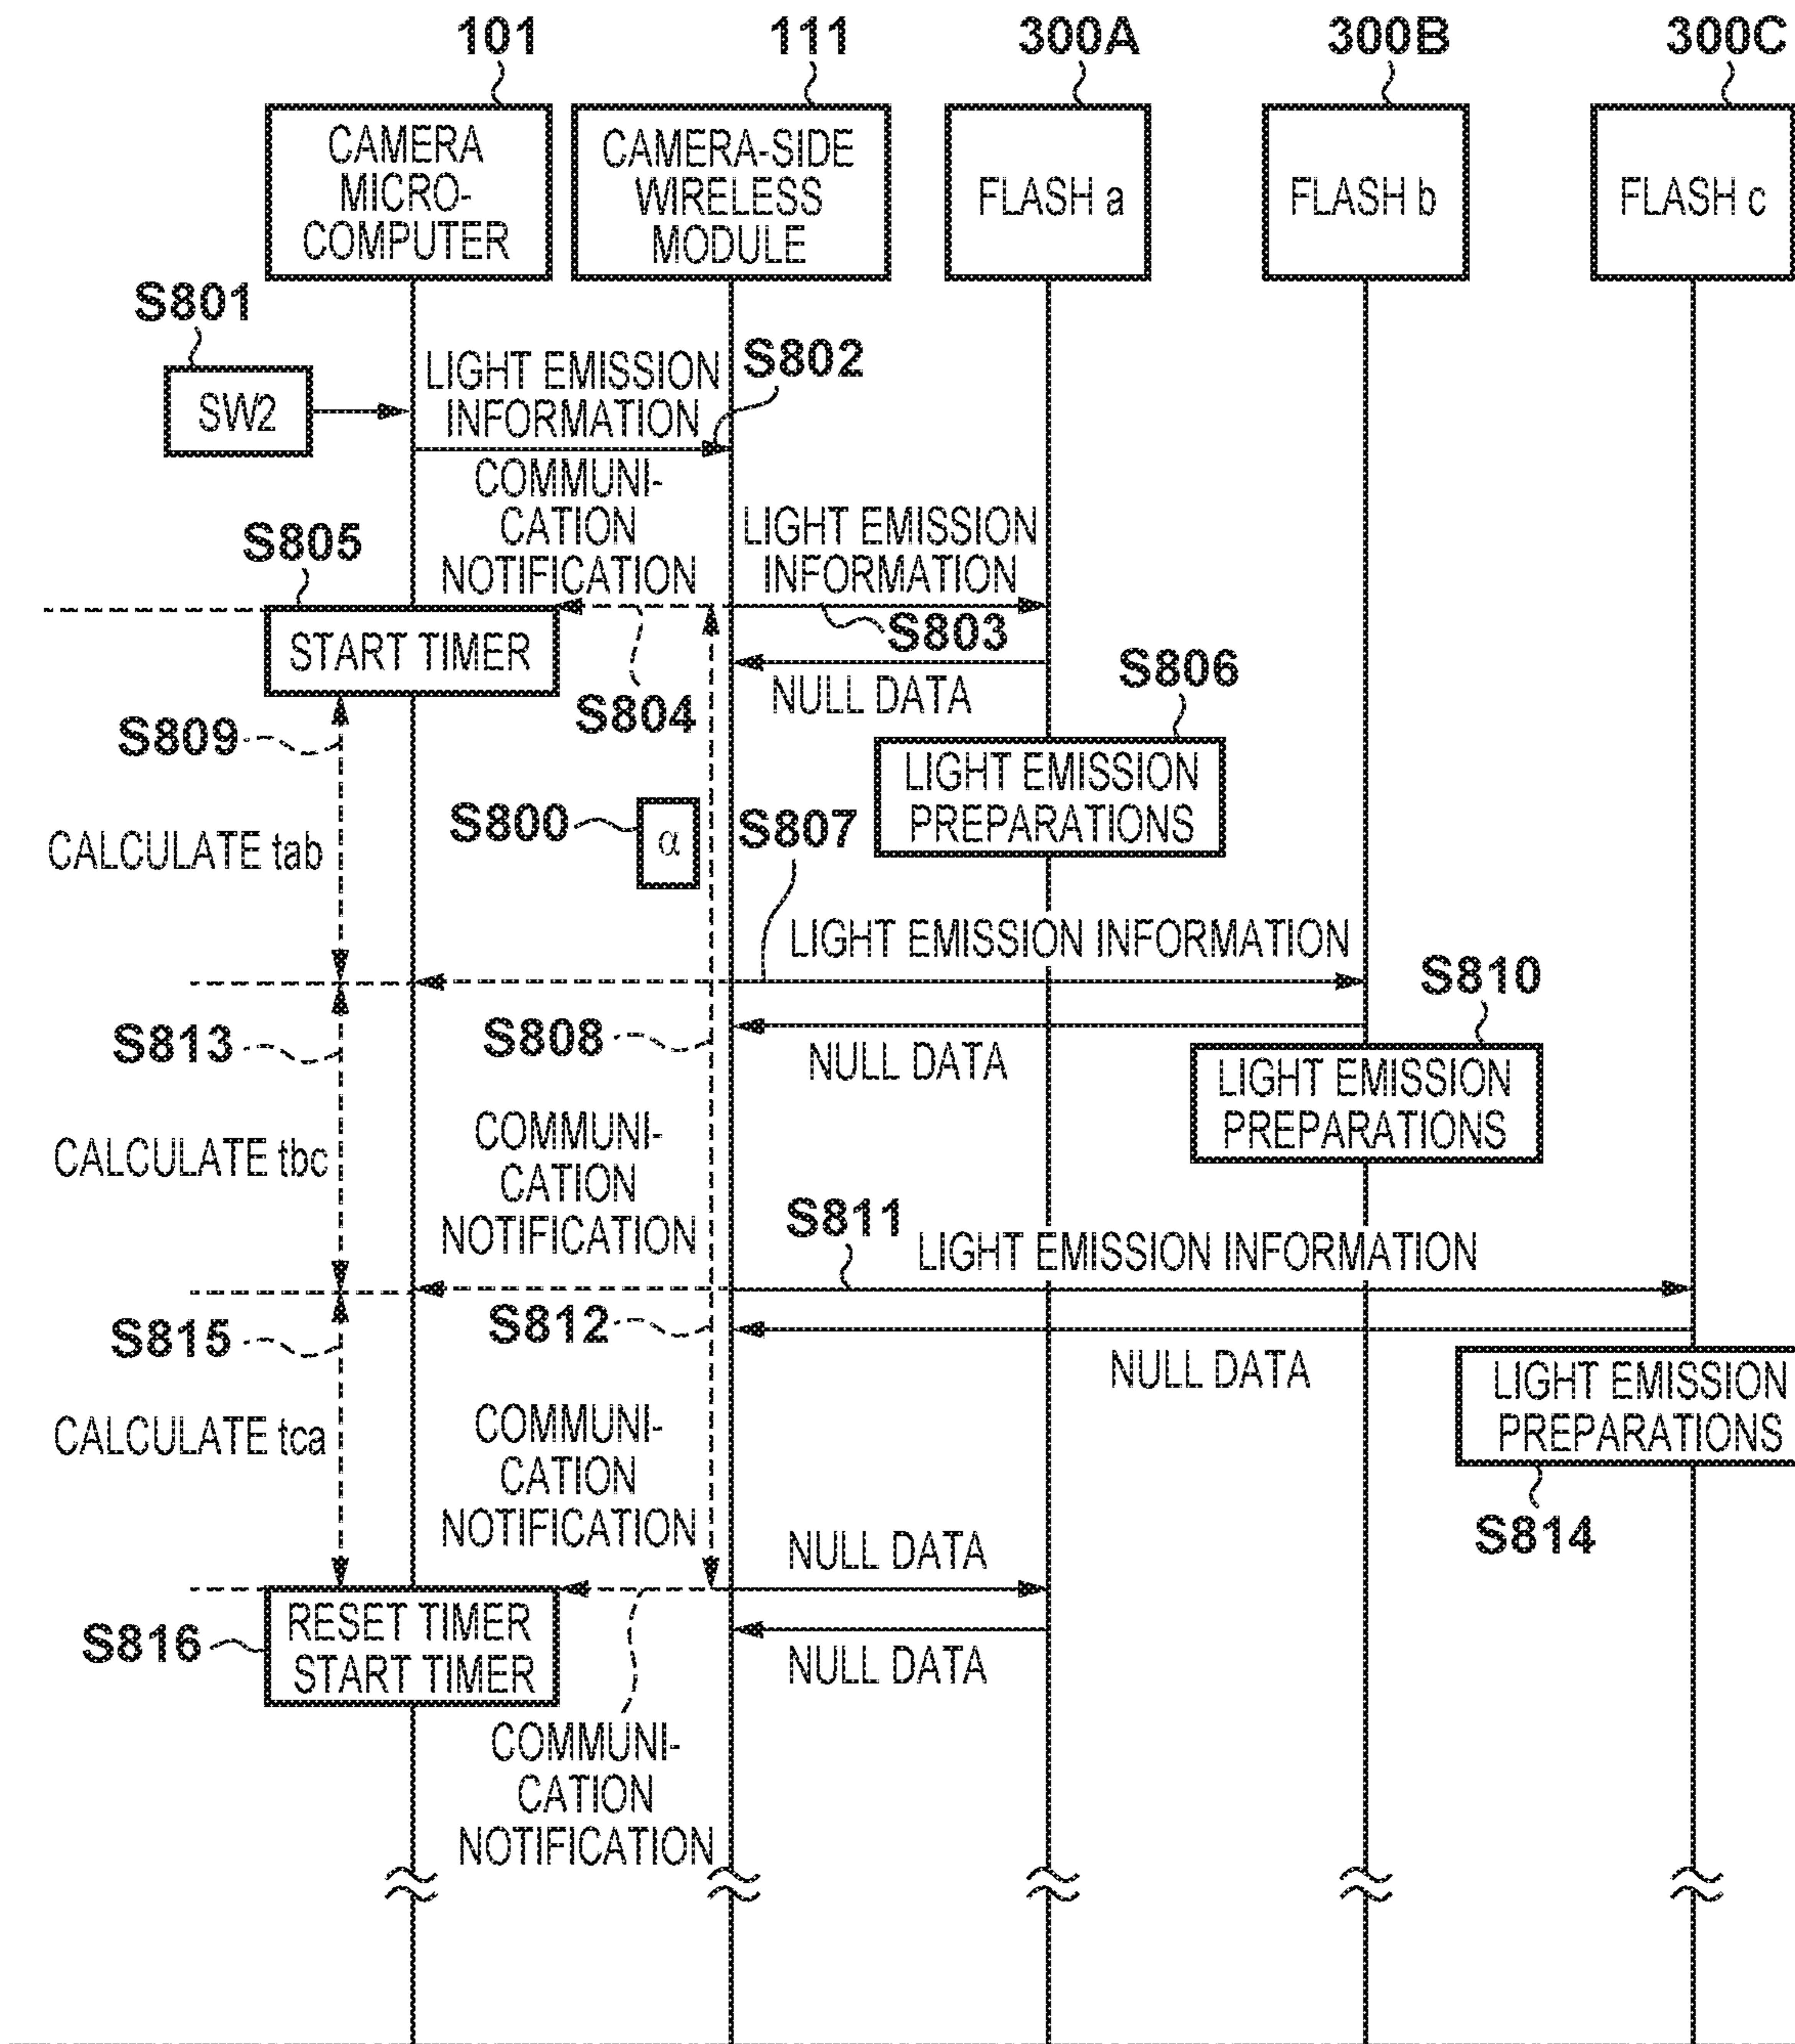 101
111
300A
300B
300C
CAMERA
MICRO-
COMPUTER
CAMERA-SIDE
WIRELESS
MODULE
FLASH a
FLASH b
FLASH c
S801
SW2
LIGHT EMISSION
INFORMATION
S802
COMMUNI-
CATION
NOTIFICATION
LIGHT EMISSION
INFORMATION
S805
START TIMER
S803
S804
NULL DATA
S806
LIGHT EMISSION
PREPARATIONS
S809
S800
α
S807
CALCULATE tab
LIGHT EMISSION INFORMATION
S810
S813
S808
NULL DATA
LIGHT EMISSION
PREPARATIONS
CALCULATE tbc
COMMUNI-
CATION
NOTIFICATION
S811
LIGHT EMISSION INFORMATION
S815
S812
NULL DATA
LIGHT EMISSION
PREPARATIONS
CALCULATE tca
COMMUNI-
CATION
NOTIFICATION
S814
NULL DATA
S816
RESET TIMER
START TIMER
NULL DATA
COMMUNI-
CATION
NOTIFICATION